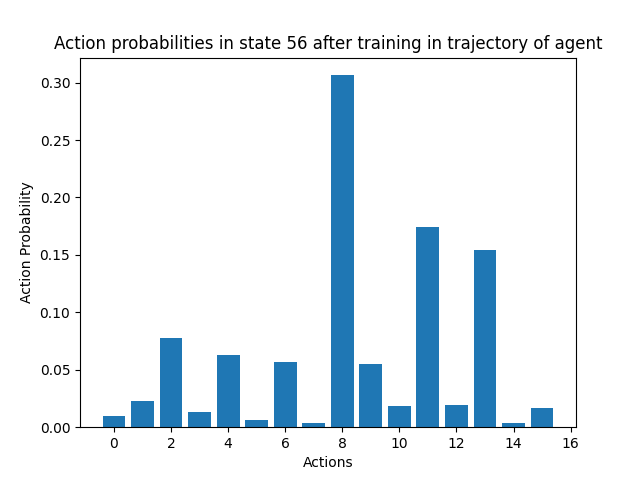 Action probabilities in state 56 after training in trajectory of agent
0.30
0.25
0.20
0.15
0.10
0.05
0.00
Action Probability
0 2 4 6 8 10 12 14 16
Actions